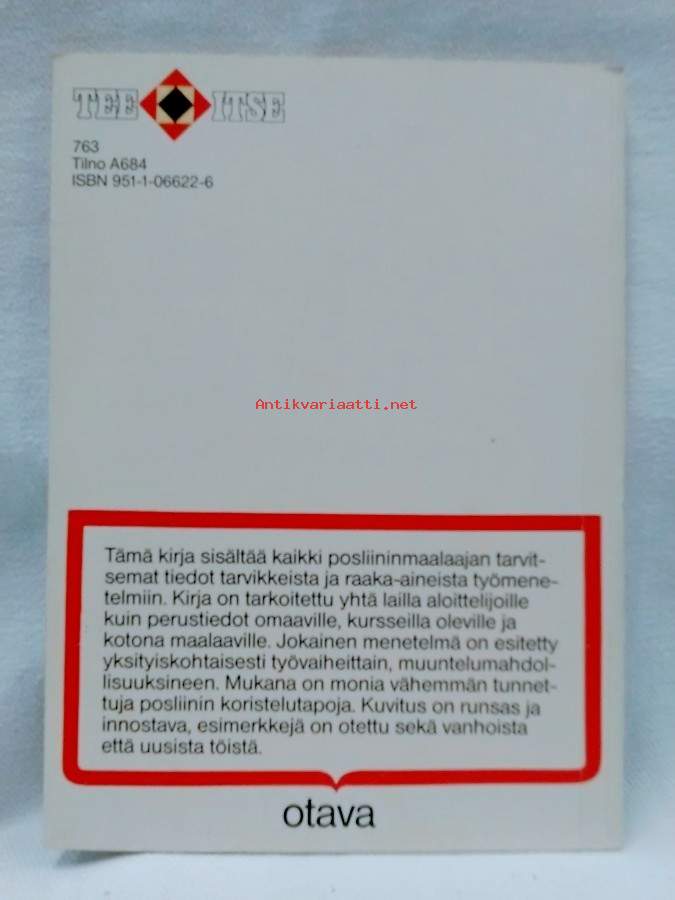 TEE ITSE
763
Tilno A684
ISBN 951-1-06622-6
Antikvariaatti.net
Tämä kirja sisältää kaikki posliininmaalaajan tarvit-
semat tiedot tarvikkeista ja raaka-aineista työmene-
telmiin. Kirja on tarkoitettu yhtä lailla aloittelijoille
kuin perustiedot omaaville, kursseilla oleville ja
kotona maalaaville. Jokainen menetelmä on esitetty
yksityiskohtaisesti työvaiheittain, muuntelumahdol-
lisuuksineen. Mukana on monia vähemmän tunnet-
tuja posliinin koristelutapoja. Kuvitus on runsas ja
innostava, esimerkkejä on otettu sekä vanhoista
että uusista töistä.
otava